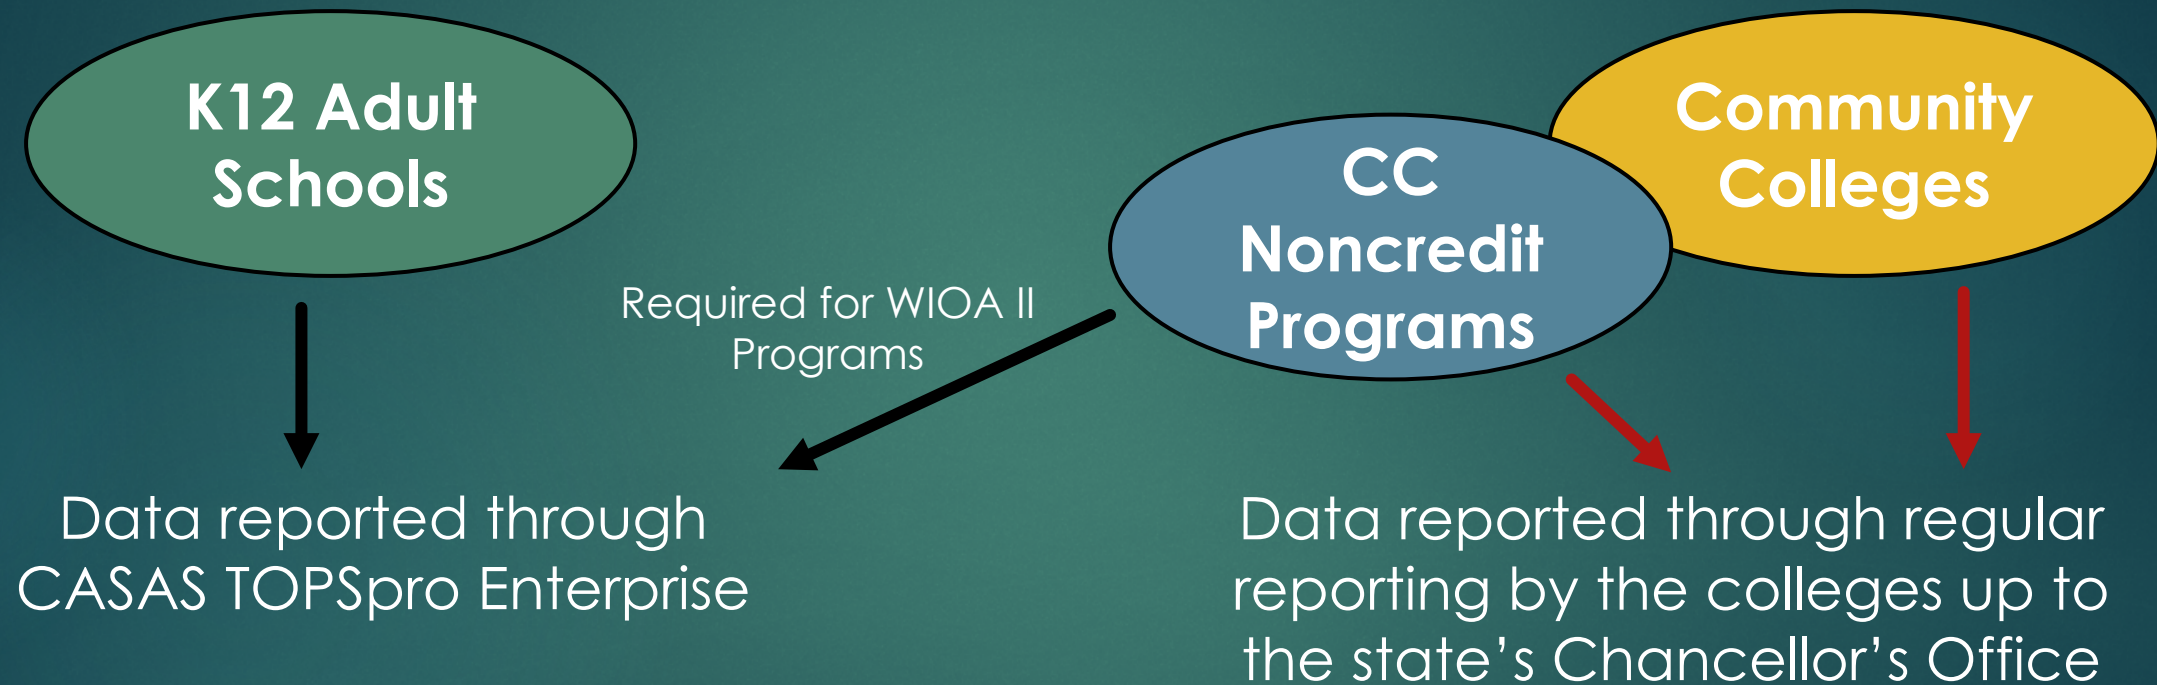 K12 Adult
Schools
CC
Noncredit
Programs
Community
Colleges
Required for WIOA II
Programs
Data reported through
CASAS TOPSpro Enterprise
Data reported through regular
reporting by the colleges up to
the state’s Chancellor’s Office